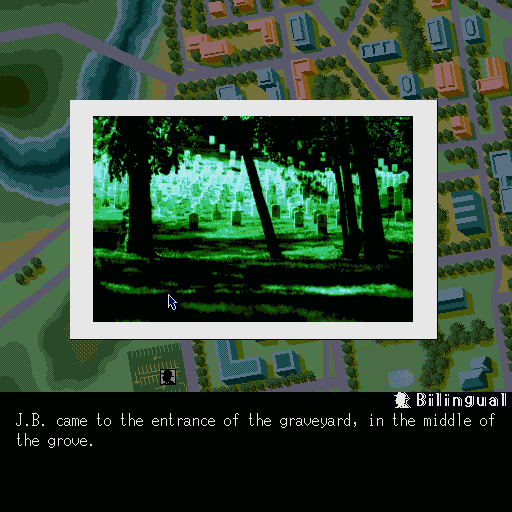 Bilingual
J.B. came to the entrance of the graveyard, in the middle of
the grove.